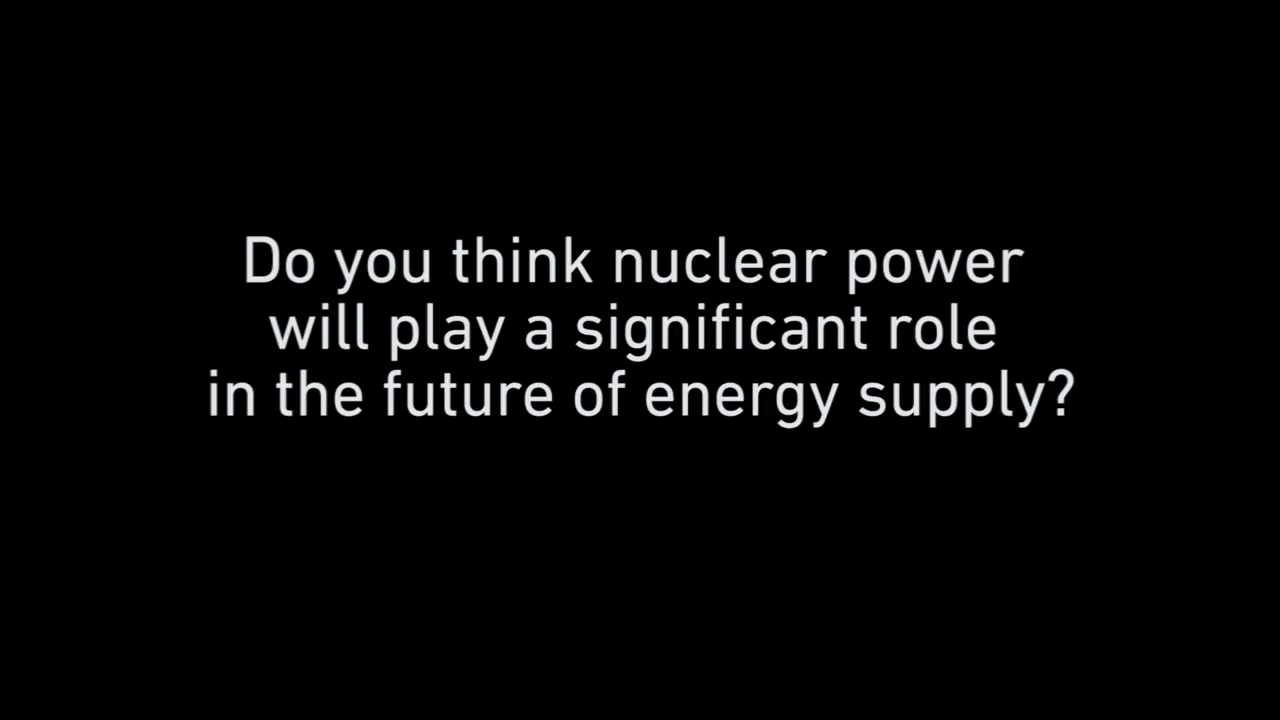 Do you think nuclear power
will play a significant role
in the future of energy supply?